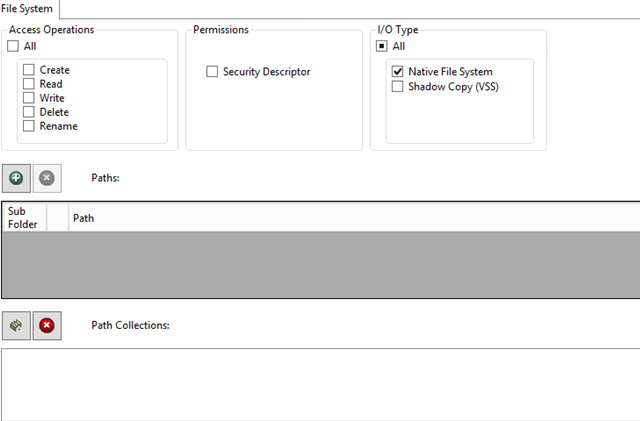 File System
Access Operations
All
Create
Read
Write
Delete
Rename
Permissions
Security Descriptor
I/O Type
All
Native File System
Shadow Copy (VSS)
Paths:
Sub
Folder
Path
Path Collections: